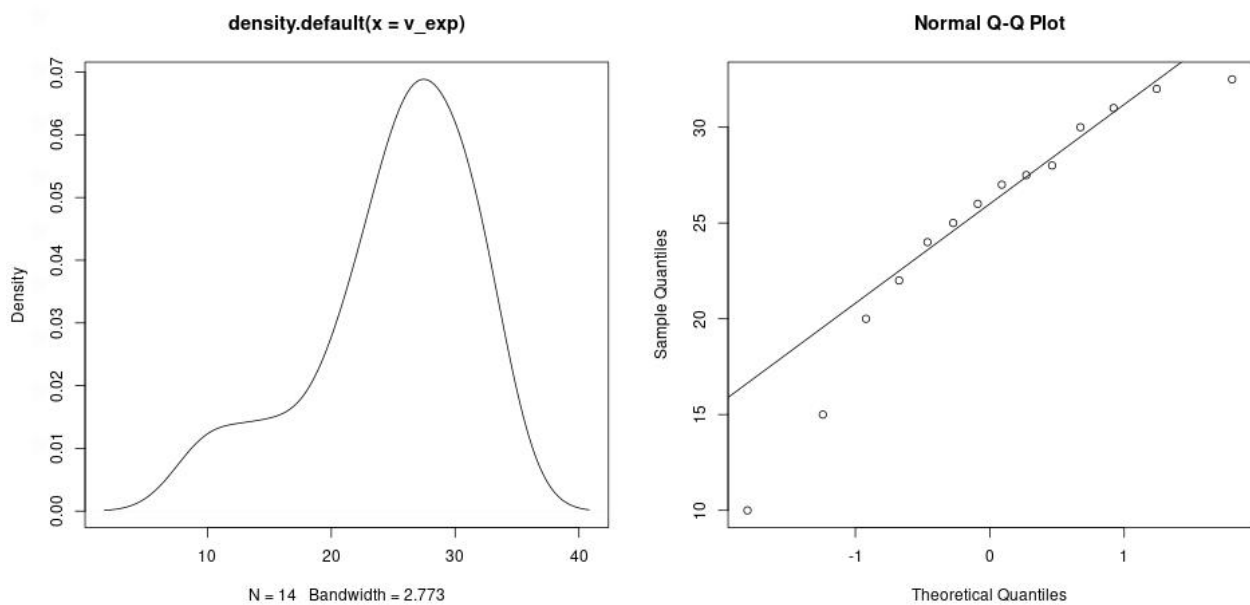 density.default(x = v_exp)
0.07
0.06
0.05
0.04
0.03
0.02
0.01
0.00
Density
10 20 30 40
N = 14 Bandwidth = 2.773
Normal Q-Q Plot
30
25
20
15
10
Sample Quantiles
-1 0 1
Theoretical Quantiles